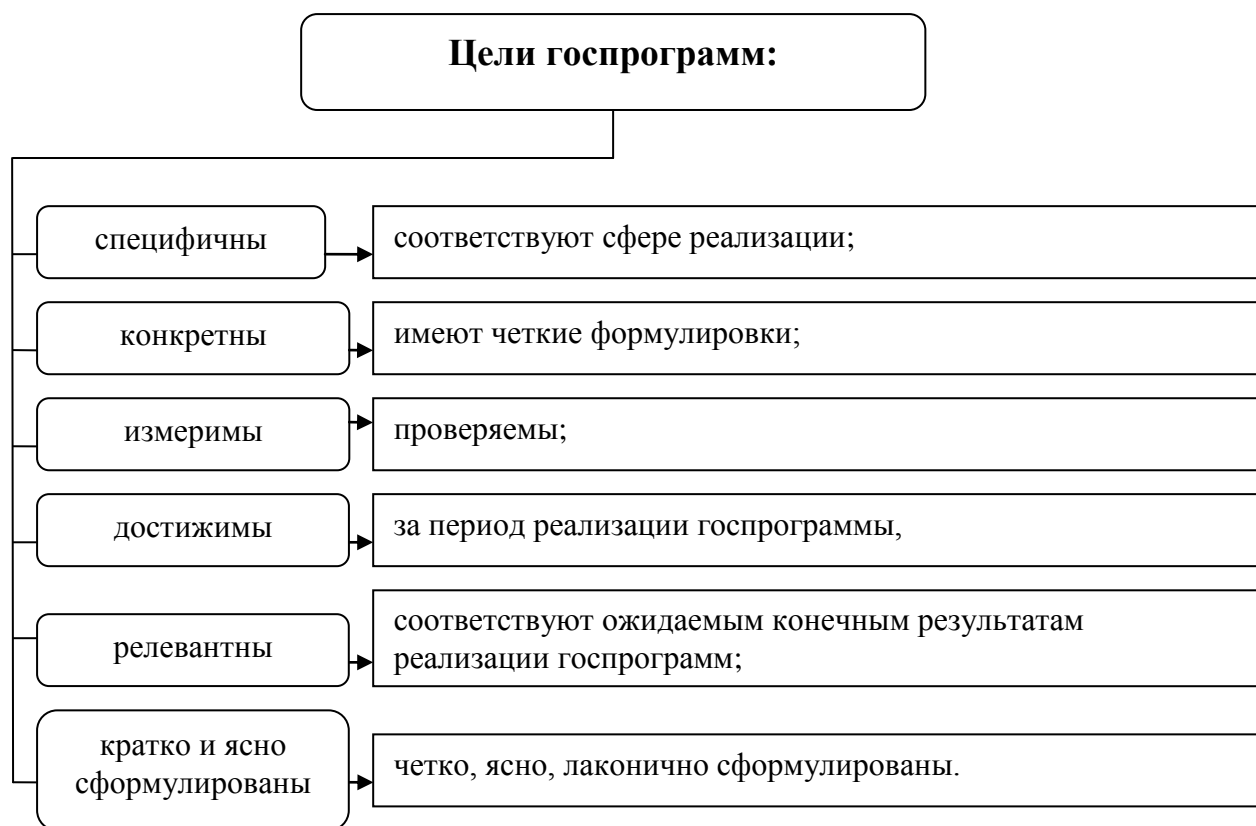 Цели госпрограмм:
специфичны
соответствуют сфере реализации;
конкретны
имеют четкие формулировки;
измеримы
проверяемы;
достижимы
за период реализации госпрограммы,
релевантны
соответствуют ожидаемым конечным результатам
реализации госпрограмм;
кратко и ясно
сформулированы
четко, ясно, лаконично сформулированы.